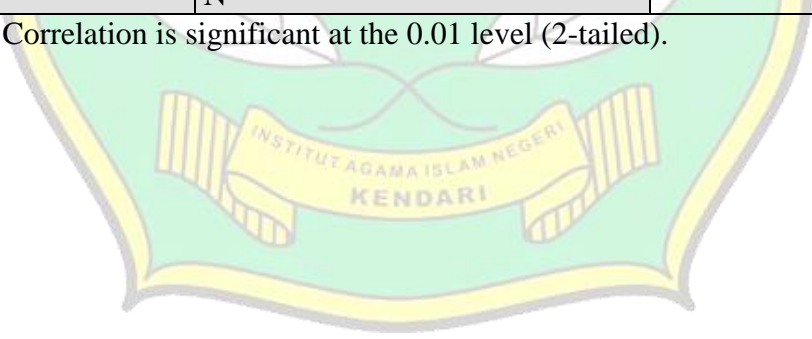 N
Correlation is significant at the 0.01 level (2-tailed).
INSTITUT AGAMA ISLAM NEGERI
KENDARI